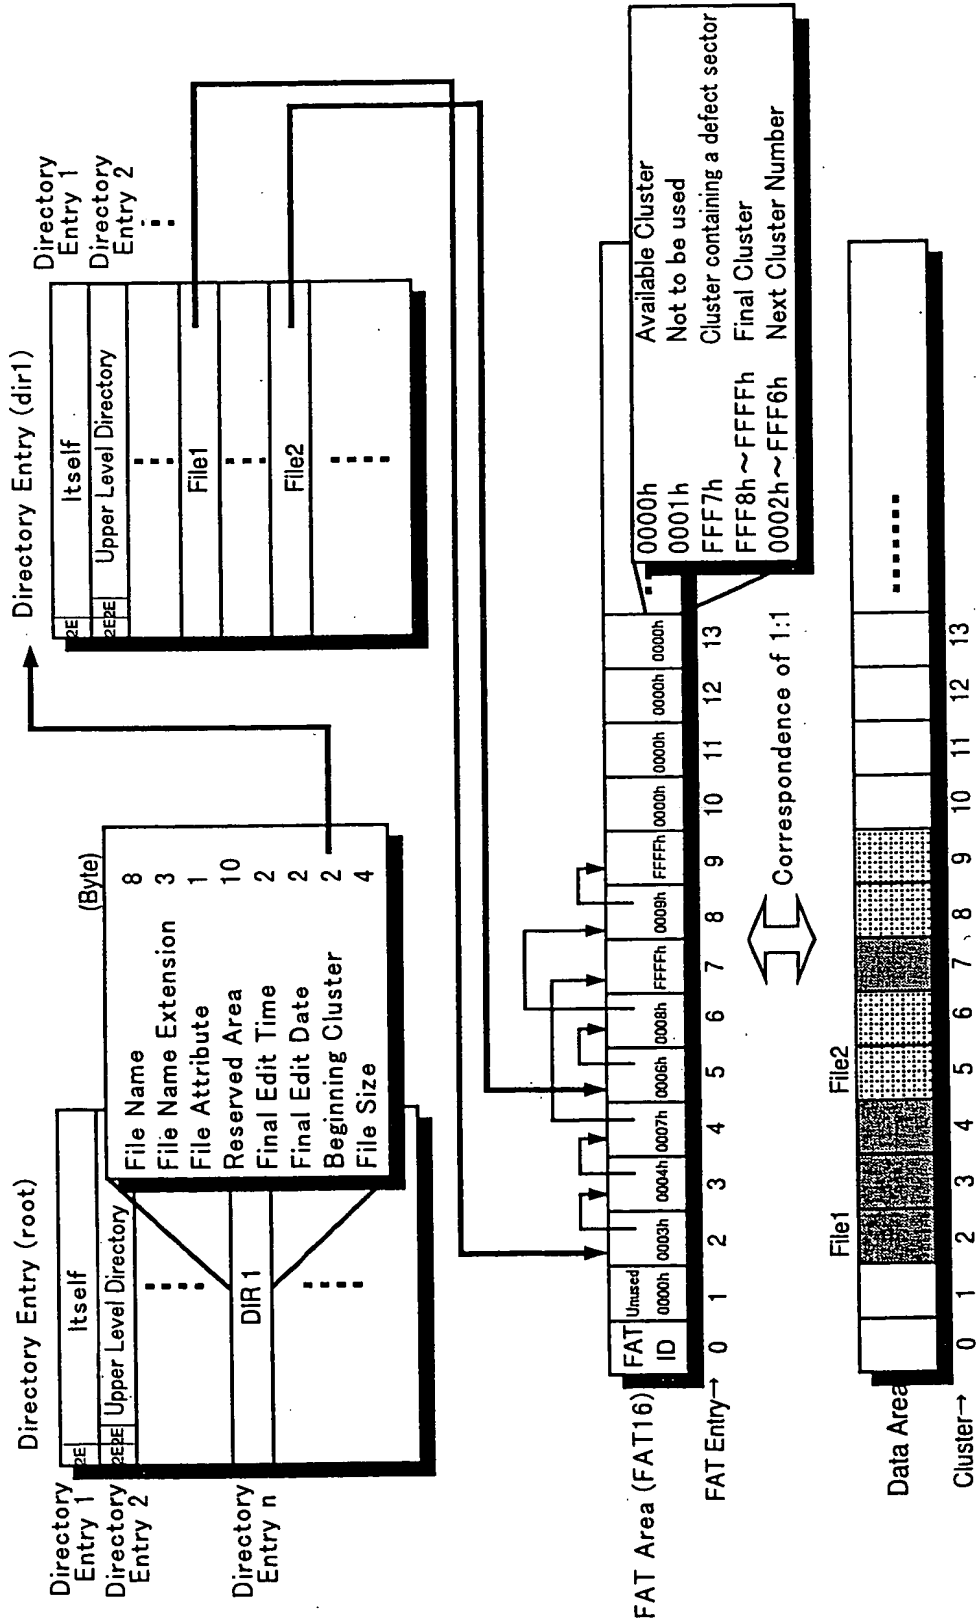 Directory Entry (root)
Directory
Entry 1
Directory
Entry 2
Directory
Entry n
2E
Itself
2E2E
Upper Level Directory
DIR 1
(Byte)
File Name 8
File Name Extension 3
File Attribute 1
Reserved Area 10
Final Edit Time 2
Final Edit Date 2
Beginning Cluster 2
File Size 4
Directory Entry (dir1)
2E
Itself
2E2E
Upper Level Directory
File1
File2
Directory
Entry 1
Directory
Entry 2
FAT Area (FAT16)
FAT
ID
Unused
0000h
0003h 0004h 0007h 0006h 0008h FFFFh 0009h FFFFh 0000h 0000h 0000h 0000h
FAT Entry→ 0 1 2 3 4 5 6 7 8 9 10 11 12 13
0000h Available Cluster
0001h Not to be used
FFF7h Cluster containing a defect sector
FFF8h~FFFFh Final Cluster
0002h~FFF6h Next Cluster Number
Correspondence of 1:1
File1
File2
Data Area
Cluster→ 0 1 2 3 4 5 6 7 8 9 10 11 12 13